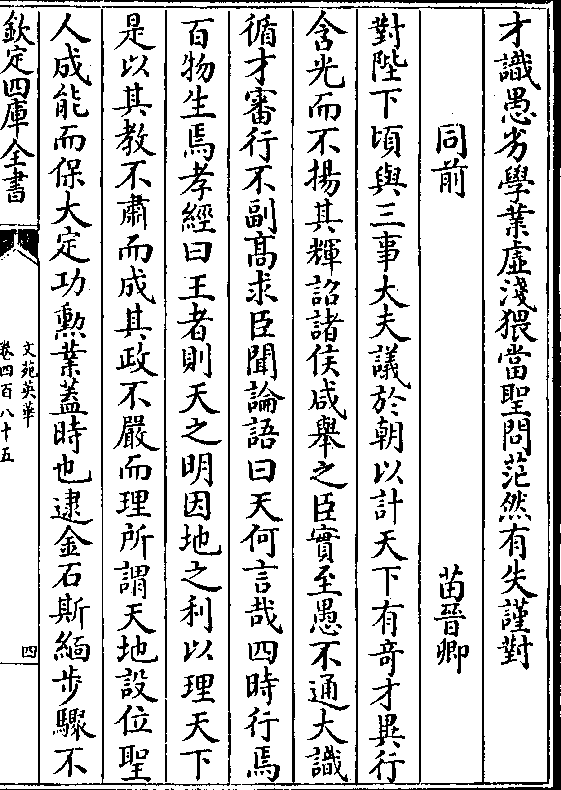 才識愚劣學業虛淺猥當聖問茫然有失謹對
同前 苗晉卿
對陛下頃與三事大夫議於朝以計天下有奇才異行
含光而不揚其輝詔諸侯咸舉之臣實至愚不通大識
循才審行不副髙求臣聞論語曰天何言哉四時行焉
百物生焉孝經曰王者則天之明因地之利以理天下
是以其教不肅而成其政不嚴而理所謂天地設位聖
人成能而保大定功勲業蓋時也逮金石斯緬步驟不
欽定四庫全書
文苑英華
卷四百八十五
四